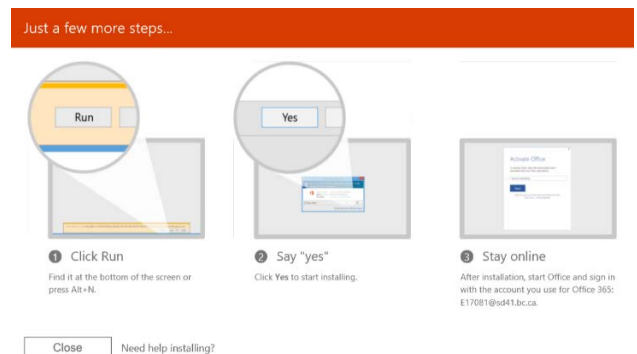 Just a few more steps...
Run
Yes
Activate Office
1 Click Run
Find it at the bottom of the screen or
press Alt+N.
2 Say "yes"
Click Yes to start installing.
3 Stay online
After installation, start Office and sign in
with the account you use for Office 365:
E17081@sd41.bc.ca.
Close
Need help installing?